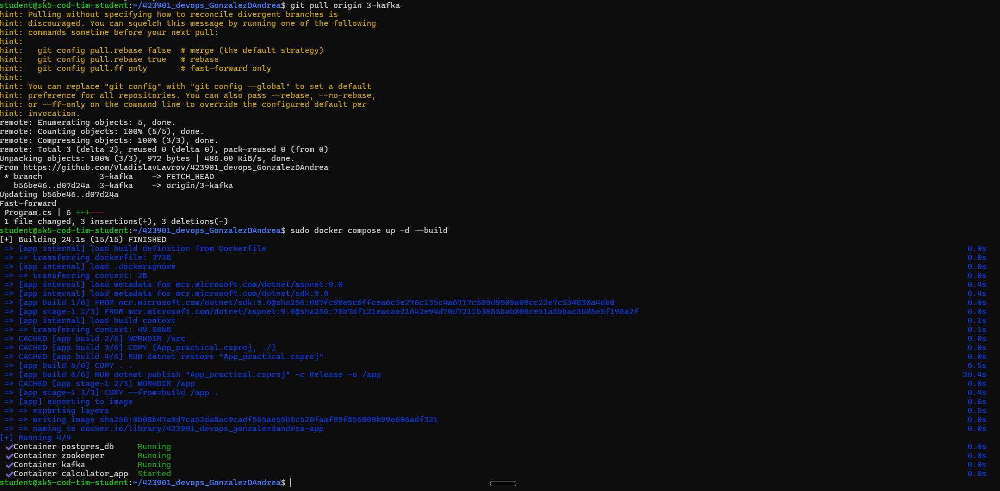 student@sk5-cod-tim-student:~/423901_devops_GonzalezDAndrea$ git pull origin 3-kafka
hint: Pulling without specifying how to reconcile divergent branches is
hint: discouraged. You can squelch this message by running one of the following
hint: commands sometime before your next pull:
hint:
hint:   git config pull.rebase false  # merge (the default strategy)
hint:   git config pull.rebase true   # rebase
hint:   git config pull.ff only       # fast-forward only
hint:
hint: You can replace "git config" with "git config --global" to set a default
hint: preference for all repositories. You can also pass --rebase, --no-rebase,
hint: or --ff-only on the command line to override the configured default per
hint: invocation.
remote: Enumerating objects: 5, done.
remote: Counting objects: 100% (5/5), done.
remote: Compressing objects: 100% (3/3), done.
remote: Total 3 (delta 2), reused 0 (delta 0), pack-reused 0 (from 0)
Unpacking objects: 100% (3/3), 972 bytes | 486.00 KiB/s, done.
From https://github.com/VladislavLavrov/423901_devops_GonzalezDAndrea
 * branch            3-kafka    -> FETCH_HEAD
   b56be46..d07d24a  3-kafka    -> origin/3-kafka
Updating b56be46..d07d24a
Fast-forward
 Program.cs | 6 +++---
 1 file changed, 3 insertions(+), 3 deletions(-)
student@sk5-cod-tim-student:~/423901_devops_GonzalezDAndrea$ sudo docker compose up -d --build
[+] Building 24.1s (15/15) FINISHED
 => [app internal] load build definition from Dockerfile 0.0s
 => => transferring dockerfile: 373B 0.0s
 => [app internal] load .dockerignore 0.0s
 => => transferring context: 2B 0.0s
 => [app internal] load metadata for mcr.microsoft.com/dotnet/aspnet:9.0 0.4s
 => [app internal] load metadata for mcr.microsoft.com/dotnet/sdk:9.0 0.4s
 => [app build 1/6] FROM mcr.microsoft.com/dotnet/sdk:9.0@sha256:087fc98e5c6ffcea6c3e276c135c4a6717c589d9509a09cc22e7c634830a4db8 0.0s
 => [app stage-1 1/3] FROM mcr.microsoft.com/dotnet/aspnet:9.0@sha256:76b7df121eacae21642e94d70d7211b3865bab808ce51a5bbac5b85e5f196a2f 0.0s
 => [app internal] load build context 0.1s
 => => transferring context: 49.68kB 0.1s
 => CACHED [app build 2/6] WORKDIR /src 0.0s
 => CACHED [app build 3/6] COPY [App_practical.csproj, ./] 0.0s
 => CACHED [app build 4/6] RUN dotnet restore "App_practical.csproj" 0.0s
 => [app build 5/6] COPY . . 0.5s
 => [app build 6/6] RUN dotnet publish "App_practical.csproj" -c Release -o /app 20.4s
 => CACHED [app stage-1 2/3] WORKDIR /app 0.0s
 => [app stage-1 3/3] COPY --from=build /app . 0.4s
 => [app] exporting to image 0.6s
 => => exporting layers 0.5s
 => => writing image sha256:0b08b47a9d7ca52da8ac9cadf565ae55b5c526faaf99f855009b99e606adf321 0.0s
 => => naming to docker.io/library/423901_devops_gonzalezdandrea-app 0.0s
[+] Running 4/4
 ✔Container postgres_db     Running 0.0s
 ✔Container zookeeper       Running 0.0s
 ✔Container kafka           Running 0.0s
 ✔Container calculator_app  Started 0.8s
student@sk5-cod-tim-student:~/423901_devops_GonzalezDAndrea$